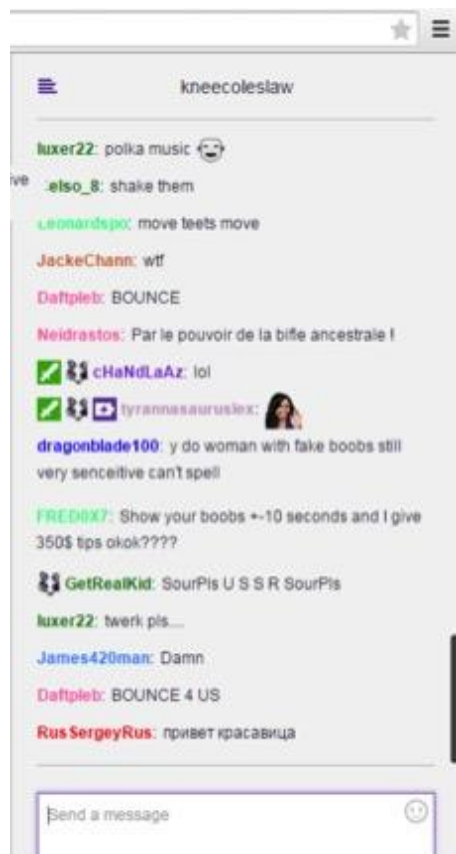 kneecoleslaw
luxer22: polka music
ve
elso_8: shake them
Leonardspo: move teets move
JackeChann: wtf
Daftpleb: BOUNCE
Neidrastos: Par le pouvoir de la bifle ancestrale !
cHaNdLaAz: lol
tyrannasauruslex:
dragonblade100: y do woman with fake boobs still
very senceitive can't spell
FRED0X7: Show your boobs +-10 seconds and I give
350$ tips okok????
GetRealKid: SourPls U S S R SourPls
luxer22: twerk pls....
James420man: Damn
Daftpleb: BOUNCE 4 US
RusSergeyRus: привет красавица
Send a message